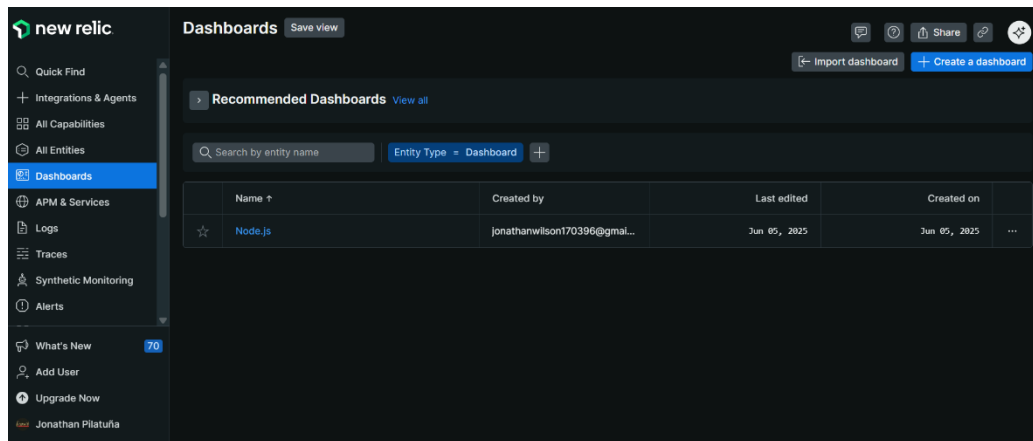 new relic
Quick Find
Integrations & Agents
All Capabilities
All Entities
Dashboards
APM & Services
Logs
Traces
Synthetic Monitoring
Alerts
What's New 70
Add User
Upgrade Now
Jonathan Pilatuña
Dashboards Save view
Share
Import dashboard + Create a dashboard
Recommended Dashboards View all
Search by entity name Entity Type = Dashboard +
Name ↑ Created by Last edited Created on
Node.js jonathanwilson170396@gmai... Jun 05, 2025 Jun 05, 2025 ...